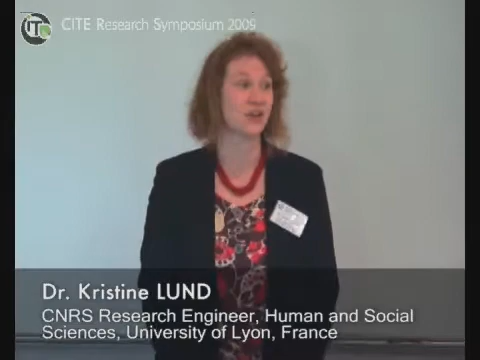 CITE Research Symposium 2009
Dr. Kristine LUND
CNRS Research Engineer, Human and Social
Sciences, University of Lyon, France